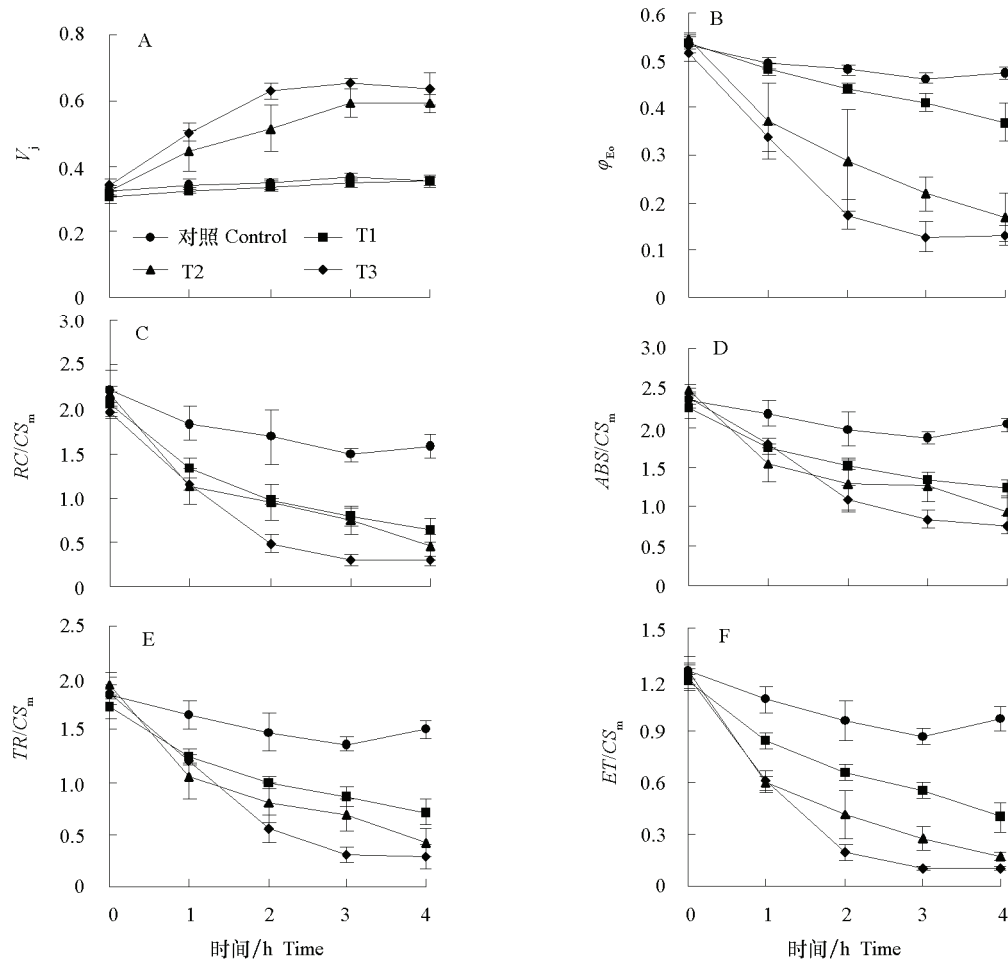 A
0.8
0.6
0.4
0.2
0
V_j
对照 Control
T1
T2
T3
B
0.6
0.5
0.4
0.3
0.2
0.1
0
φ_Eo
C
3.0
2.5
2.0
1.5
1.0
0.5
0
RC/CS_m
D
3.0
2.5
2.0
1.5
1.0
0.5
0
ABS/CS_m
E
2.5
2.0
1.5
1.0
0.5
0
TR/CS_m
0 1 2 3 4
时间/h Time
F
1.5
1.2
0.9
0.6
0.3
0
ET/CS_m
0 1 2 3 4
时间/h Time